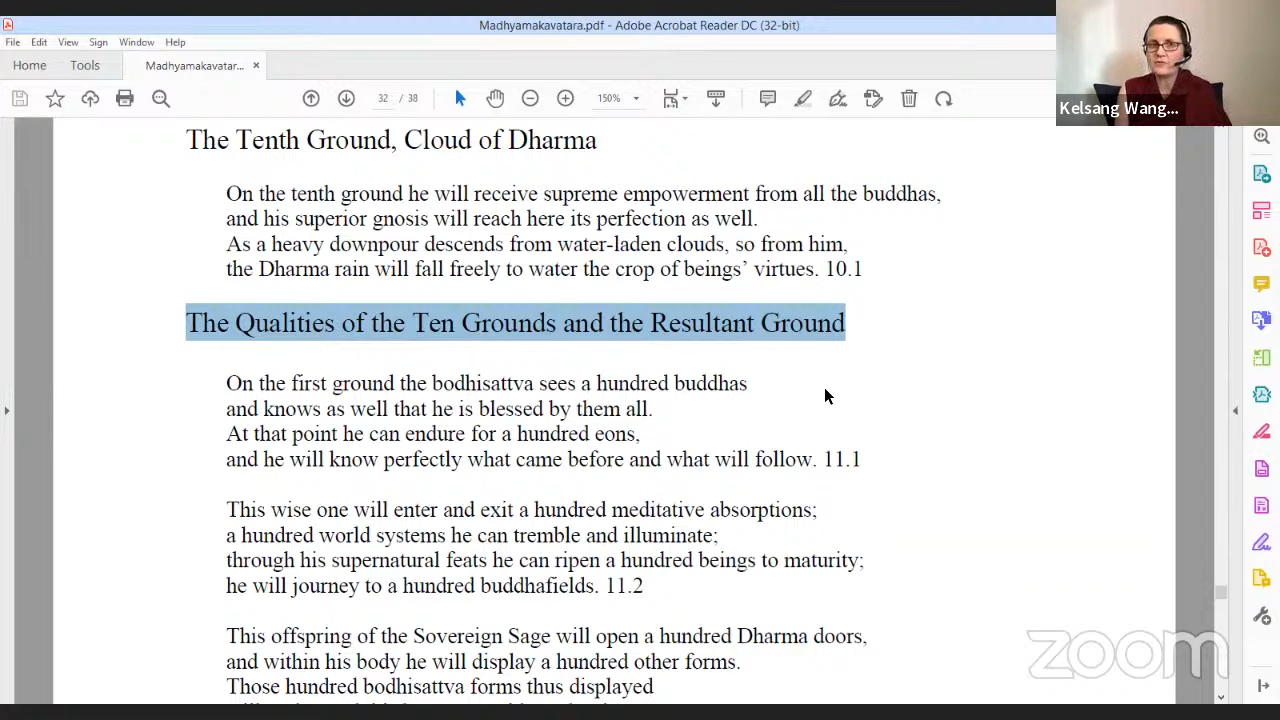 Madhyamakavatara.pdf - Adobe Acrobat Reader DC (32-bit)
File Edit View Sign Window Help
Home Tools Madhyamakavatar... ×
32 / 38 150%
Kelsang Wang...
The Tenth Ground, Cloud of Dharma
On the tenth ground he will receive supreme empowerment from all the buddhas,
and his superior gnosis will reach here its perfection as well.
As a heavy downpour descends from water-laden clouds, so from him,
the Dharma rain will fall freely to water the crop of beings’ virtues. 10.1
The Qualities of the Ten Grounds and the Resultant Ground
On the first ground the bodhisattva sees a hundred buddhas
and knows as well that he is blessed by them all.
At that point he can endure for a hundred eons,
and he will know perfectly what came before and what will follow. 11.1
This wise one will enter and exit a hundred meditative absorptions;
a hundred world systems he can tremble and illuminate;
through his supernatural feats he can ripen a hundred beings to maturity;
he will journey to a hundred buddhafields. 11.2
This offspring of the Sovereign Sage will open a hundred Dharma doors,
and within his body he will display a hundred other forms.
Those hundred bodhisattva forms thus displayed
zoom